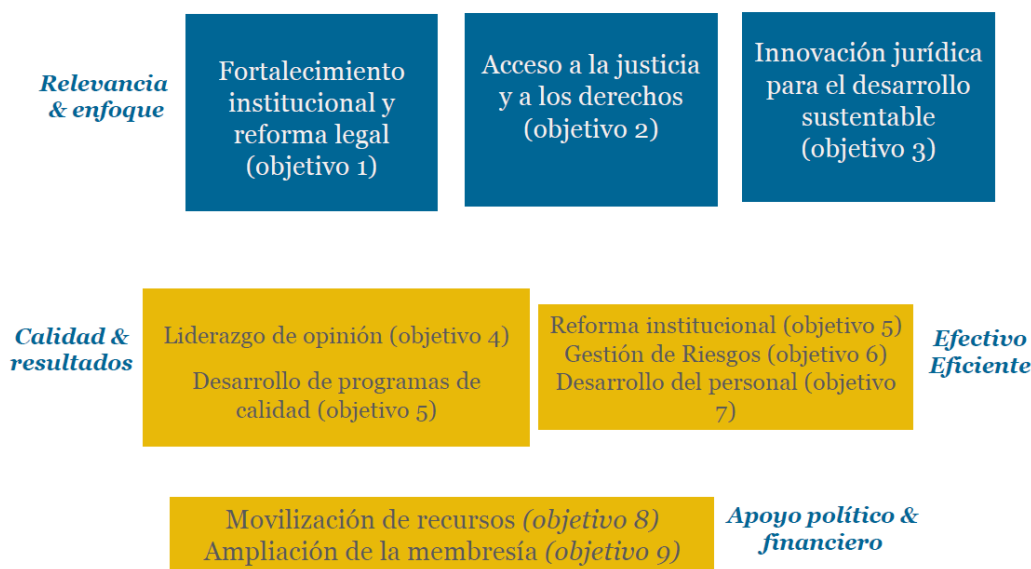 Relevancia
& enfoque
Fortalecimiento
institucional y
reforma legal
(objetivo 1)
Acceso a la justicia
y a los derechos
(objetivo 2)
Innovación jurídica
para el desarrollo
sustentable
(objetivo 3)
Calidad &
resultados
Liderazgo de opinión (objetivo 4)
Desarrollo de programas de
calidad (objetivo 5)
Reforma institucional (objetivo 5)
Gestión de Riesgos (objetivo 6)
Desarrollo del personal (objetivo
7)
Efectivo
Eficiente
Movilización de recursos (objetivo 8)
Ampliación de la membresía (objetivo 9)
Apoyo político &
financiero